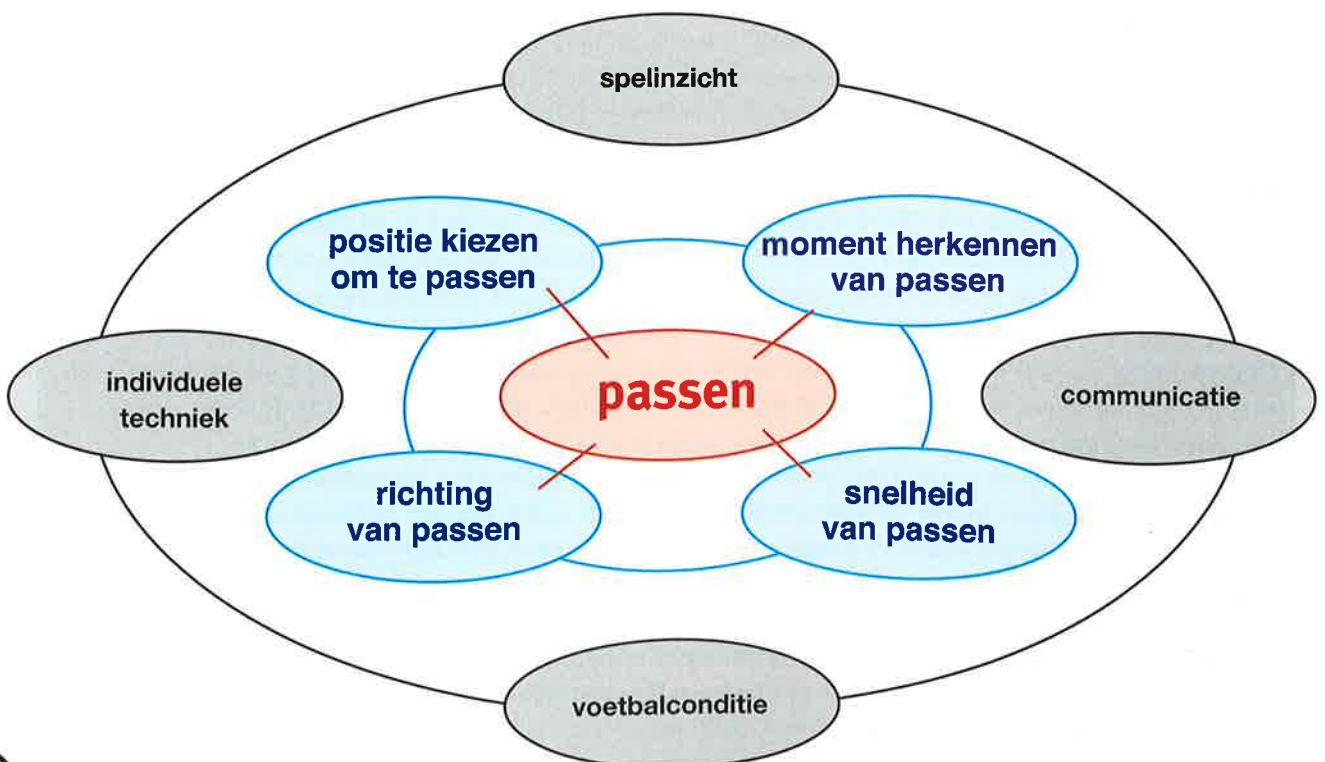 spelinzicht
positie kiezen
om te passen
moment herkennen
van passen
individuele
techniek
passen
communicatie
richting
van passen
snelheid
van passen
voetbalconditie